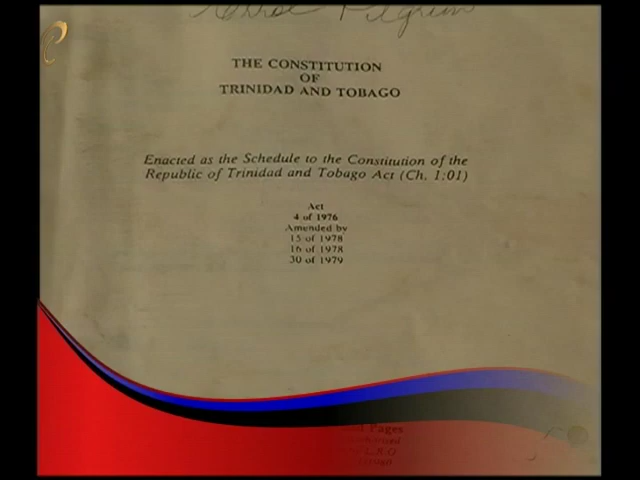 Pilgrim
THE CONSTITUTION
OF
TRINIDAD AND TOBAGO
Enacted as the Schedule to the Constitution of the
Republic of Trinidad and Tobago Act (Ch. 1:01)
Act
4 of 1976
Amended by
15 of 1978
16 of 1978
30 of 1979
Pages
L.R.O